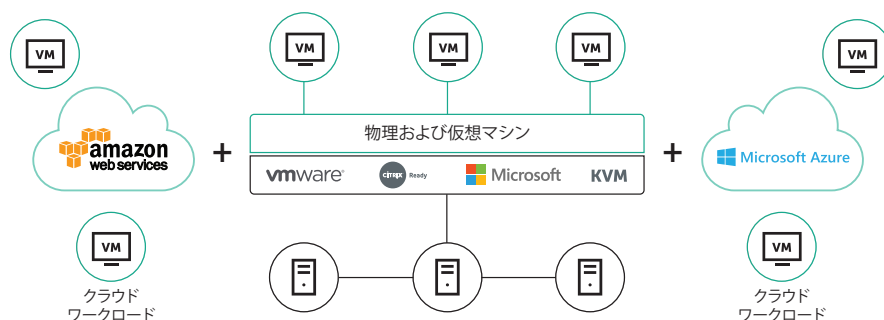 VM
VM
VM
VM
VM
amazon
web services
+
物理および仮想マシン
+
Microsoft Azure
vmware®
CITRIX Ready
Microsoft
KVM
VM
VM
クラウド
ワークロード
クラウド
ワークロード